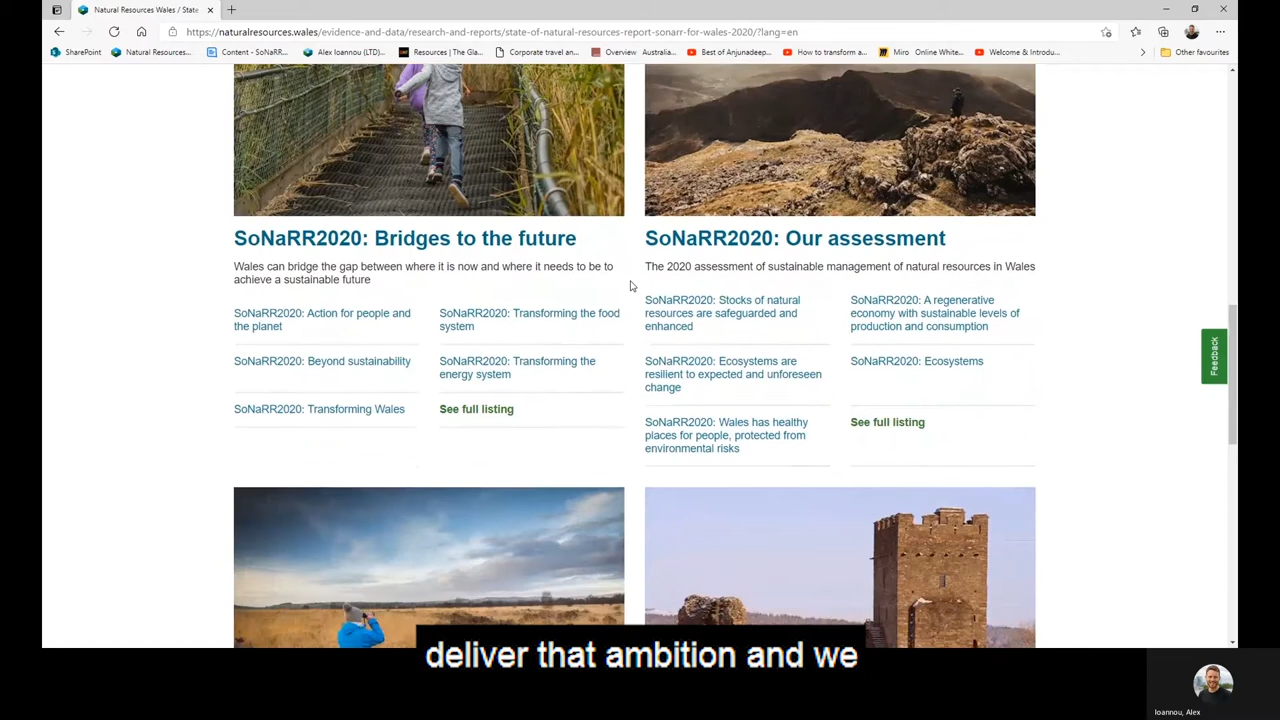 Natural Resources Wales / State
https://naturalresources.wales/evidence-and-data/research-and-reports/state-of-natural-resources-report-sonarr-for-wales-2020/?lang=en
SharePoint
Natural Resources...
Content - SoNaRR...
Alex Ioannou (LTD)...
Resources | The Gla...
Corporate travel an...
Overview Australia...
Best of Anjunadeep...
How to transform a...
Miro Online White...
Welcome & Introdu...
Other favourites
SoNaRR2020: Bridges to the future
Wales can bridge the gap between where it is now and where it needs to be to
achieve a sustainable future
SoNaRR2020: Action for people and
the planet
SoNaRR2020: Transforming the food
system
SoNaRR2020: Beyond sustainability
SoNaRR2020: Transforming the
energy system
SoNaRR2020: Transforming Wales
See full listing
SoNaRR2020: Our assessment
The 2020 assessment of sustainable management of natural resources in Wales
SoNaRR2020: Stocks of natural
resources are safeguarded and
enhanced
SoNaRR2020: A regenerative
economy with sustainable levels of
production and consumption
SoNaRR2020: Ecosystems are
resilient to expected and unforeseen
change
SoNaRR2020: Ecosystems
SoNaRR2020: Wales has healthy
places for people, protected from
environmental risks
See full listing
Feedback
deliver that ambition and we
Ioannou, Alex